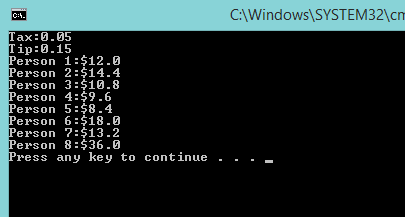 C:\Windows\SYSTEM32\cm
Tax:0.05
Tip:0.15
Person 1:$12.0
Person 2:$14.4
Person 3:$10.8
Person 4:$9.6
Person 5:$8.4
Person 6:$18.0
Person 7:$13.2
Person 8:$36.0
Press any key to continue . . . _